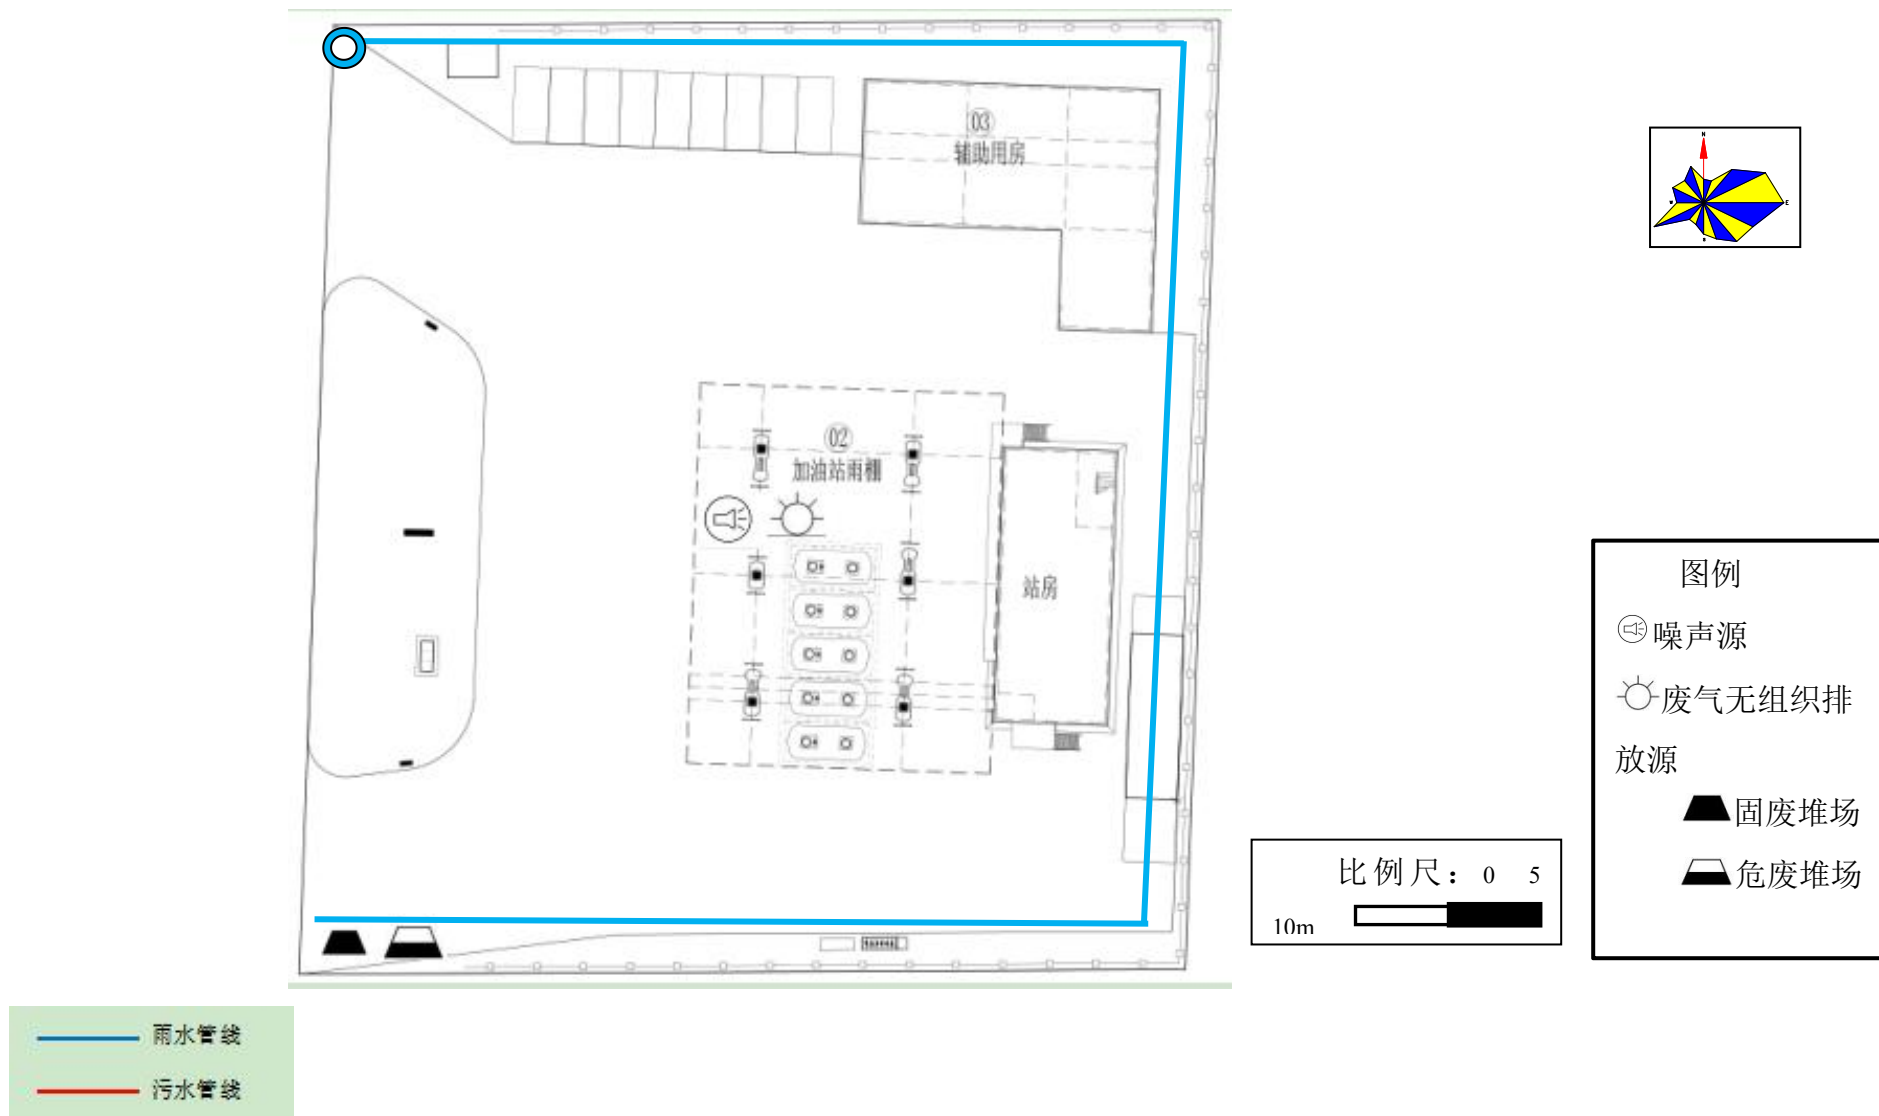 03
辅助用房
N
W
E
02
加油站雨棚
站房
图例
噪声源
废气无组织排
放源
固废堆场
危废堆场
比例尺： 0 5
10m
雨水管线
污水管线